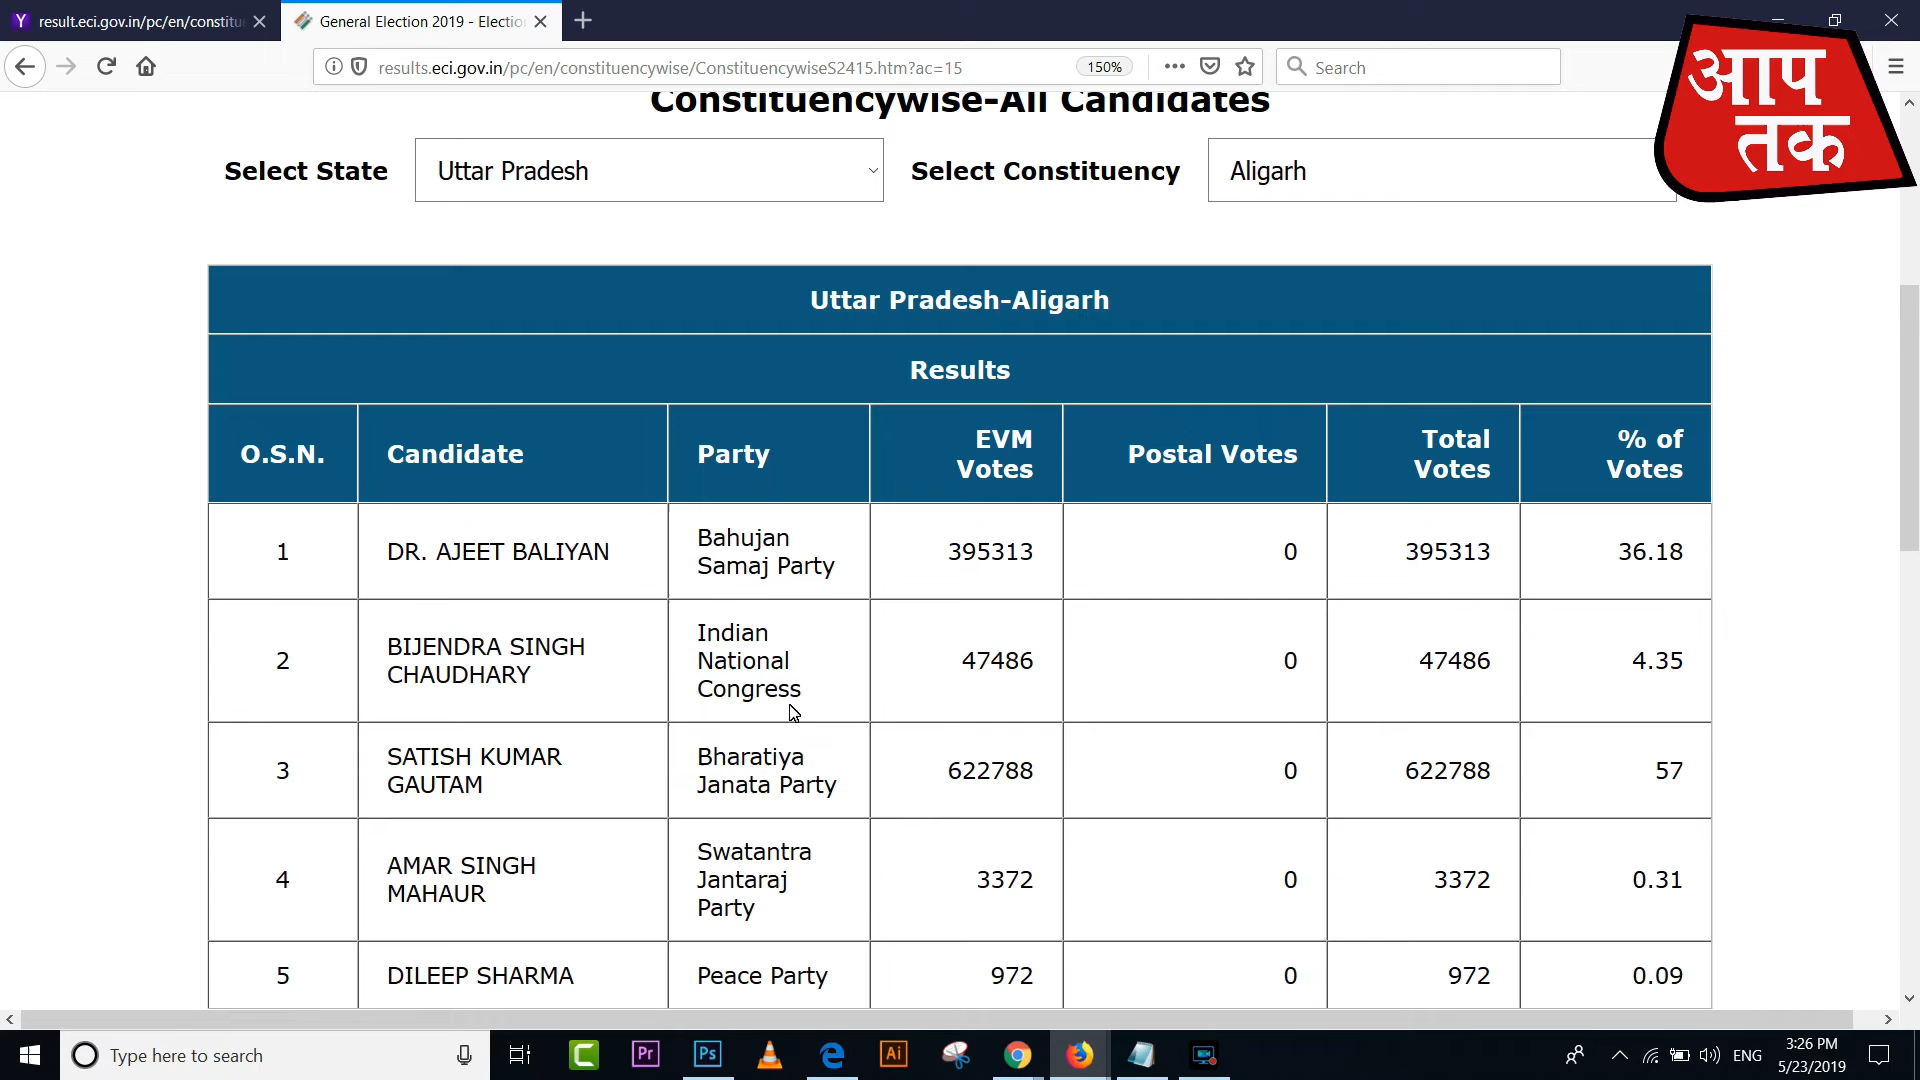 result.eci.gov.in/pc/en/constitu
General Election 2019 - Electio
results.eci.gov.in/pc/en/constituencywise/ConstituencywiseS2415.htm?ac=15
150%
Search
आप
तक
Constituencywise-All Candidates
Select State
Uttar Pradesh
Select Constituency
Aligarh
Uttar Pradesh-Aligarh
Results
O.S.N. Candidate Party EVM Votes Postal Votes Total Votes % of Votes
1 DR. AJEET BALIYAN Bahujan Samaj Party 395313 0 395313 36.18
2 BIJENDRA SINGH CHAUDHARY Indian National Congress 47486 0 47486 4.35
3 SATISH KUMAR GAUTAM Bharatiya Janata Party 622788 0 622788 57
4 AMAR SINGH MAHAUR Swatantra Jantaraj Party 3372 0 3372 0.31
5 DILEEP SHARMA Peace Party 972 0 972 0.09
Type here to search
Pr
Ps
Ai
ENG
3:26 PM
5/23/2019